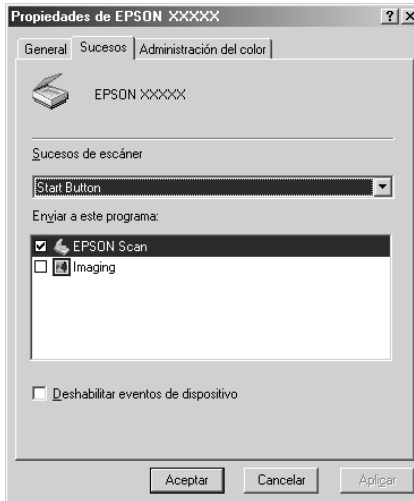 Propiedades de EPSON XXXXX
General Sucesos Administración del color
EPSON XXXXX
Sucesos de escáner
Start Button
Enviar a este programa:
EPSON Scan
Imaging
Deshabilitar eventos de dispositivo
Aceptar Cancelar Aplicar